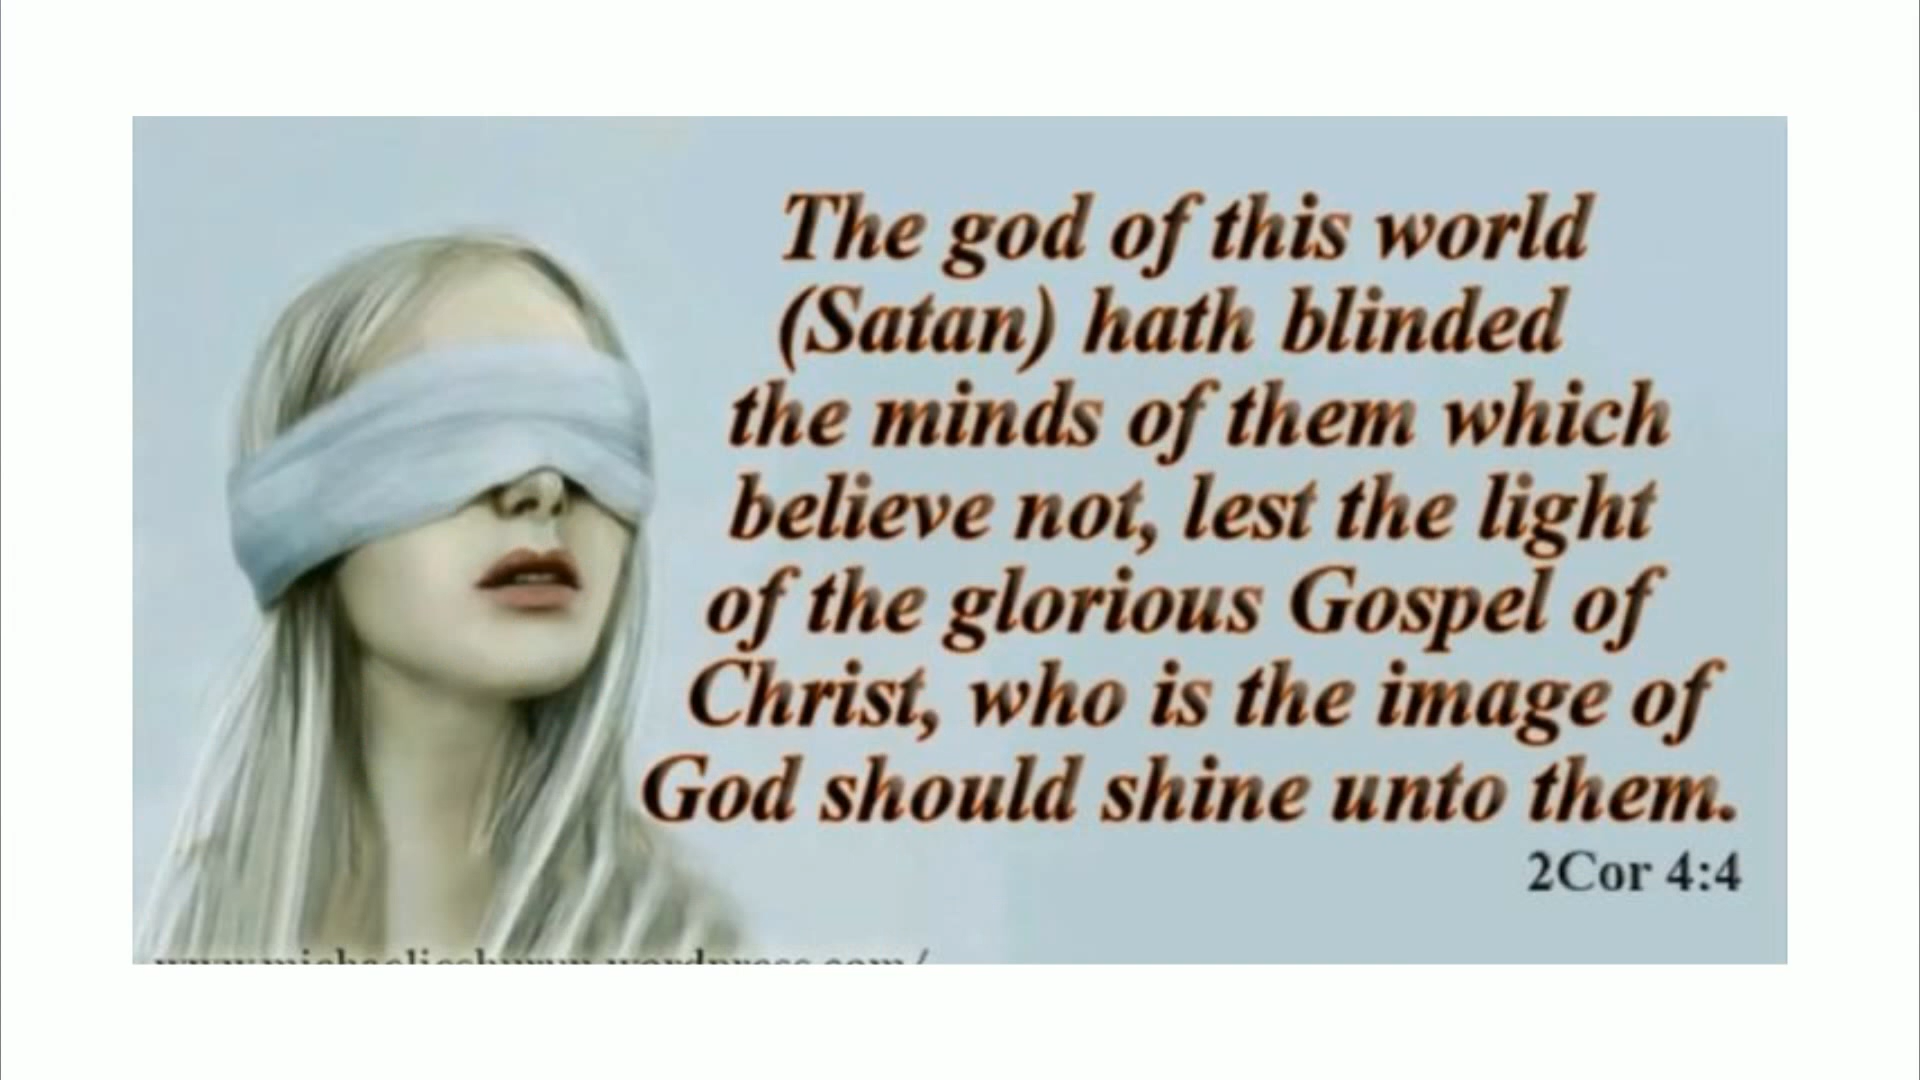 The god of this world
(Satan) hath blinded
the minds of them which
believe not, lest the light
of the glorious Gospel of
Christ, who is the image of
God should shine unto them.
2Cor 4:4